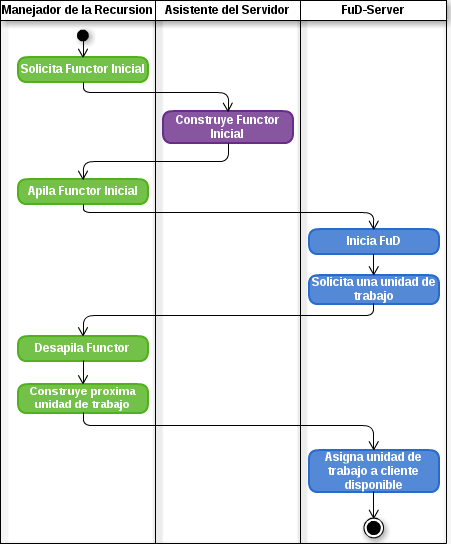 Manejador de la Recursion
Asistente del Servidor
FuD-Server
Solicita Functor Inicial
Construye Functor
Inicial
Apila Functor Inicial
Inicia FuD
Solicita una unidad de
trabajo
Desapila Functor
Construye proxima
unidad de trabajo
Asigna unidad de
trabajo a cliente
disponible